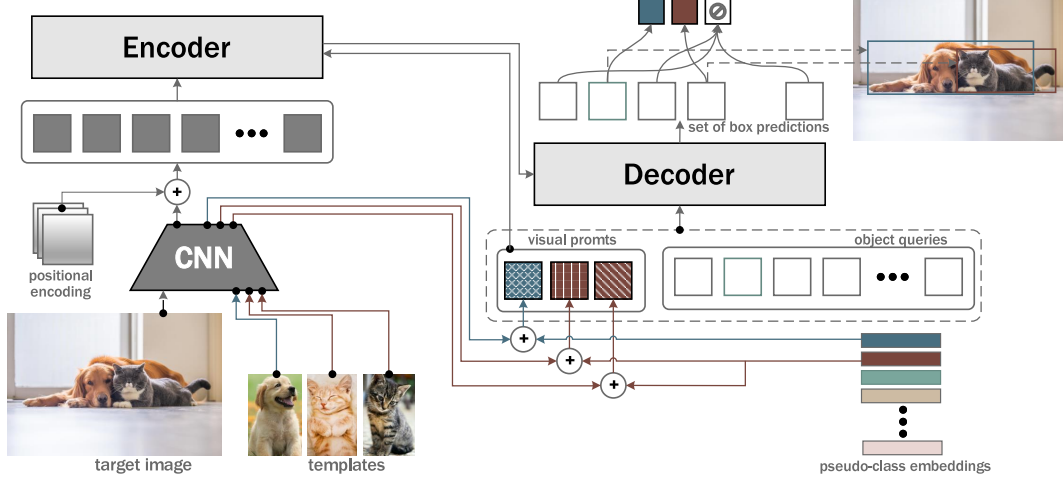 Encoder
set of box predictions
Decoder
visual promts
object queries
positional
encoding
CNN
target image
templates
pseudo-class embeddings